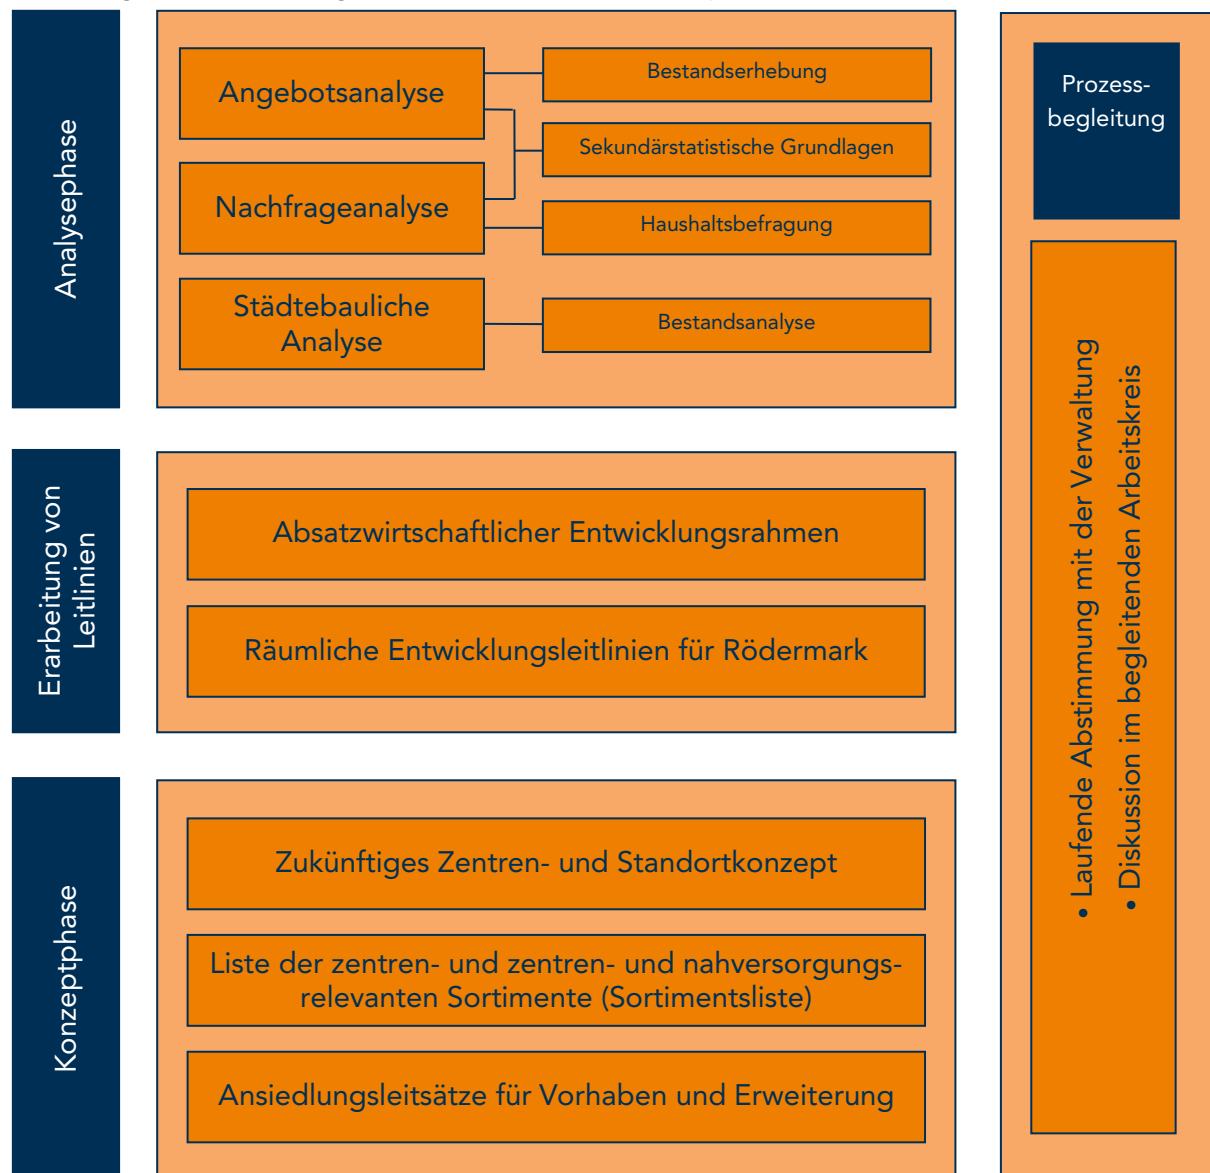 Analysephase
Angebotsanalyse
Bestandserhebung
Sekundärstatistische Grundlagen
Nachfrageanalyse
Haushaltsbefragung
Städtebauliche
Analyse
Bestandsanalyse
Erarbeitung von
Leitlinien
Absatzwirtschaftlicher Entwicklungsrahmen
Räumliche Entwicklungsleitlinien für Rödermark
Konzeptphase
Zukünftiges Zentren- und Standortkonzept
Liste der zentren- und zentren- und nahversorgungs-
relevanten Sortimente (Sortimentsliste)
Ansiedlungsleitsätze für Vorhaben und Erweiterung
Prozess-
begleitung
• Laufende Abstimmung mit der Verwaltung
• Diskussion im begleitenden Arbeitskreis